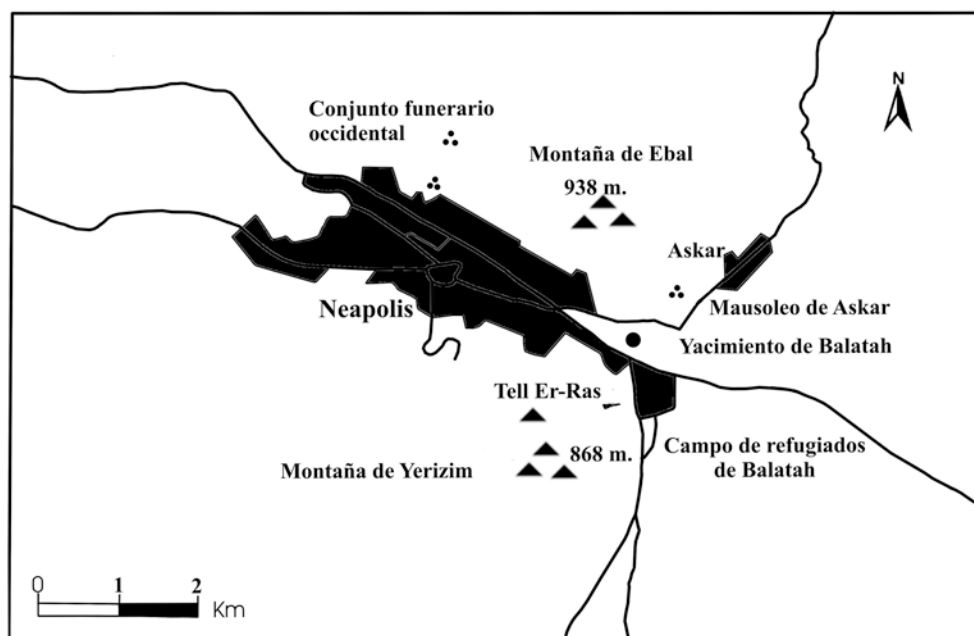 N
Conjunto funerario
occidental
Montaña de Ebal
938 m.
Askar
Mausoleo de Askar
Neapolis
Yacimiento de Balatah
Tell Er-Ras
868 m.
Montaña de Yerizim
Campo de refugiados
de Balatah
0 1 2
Km